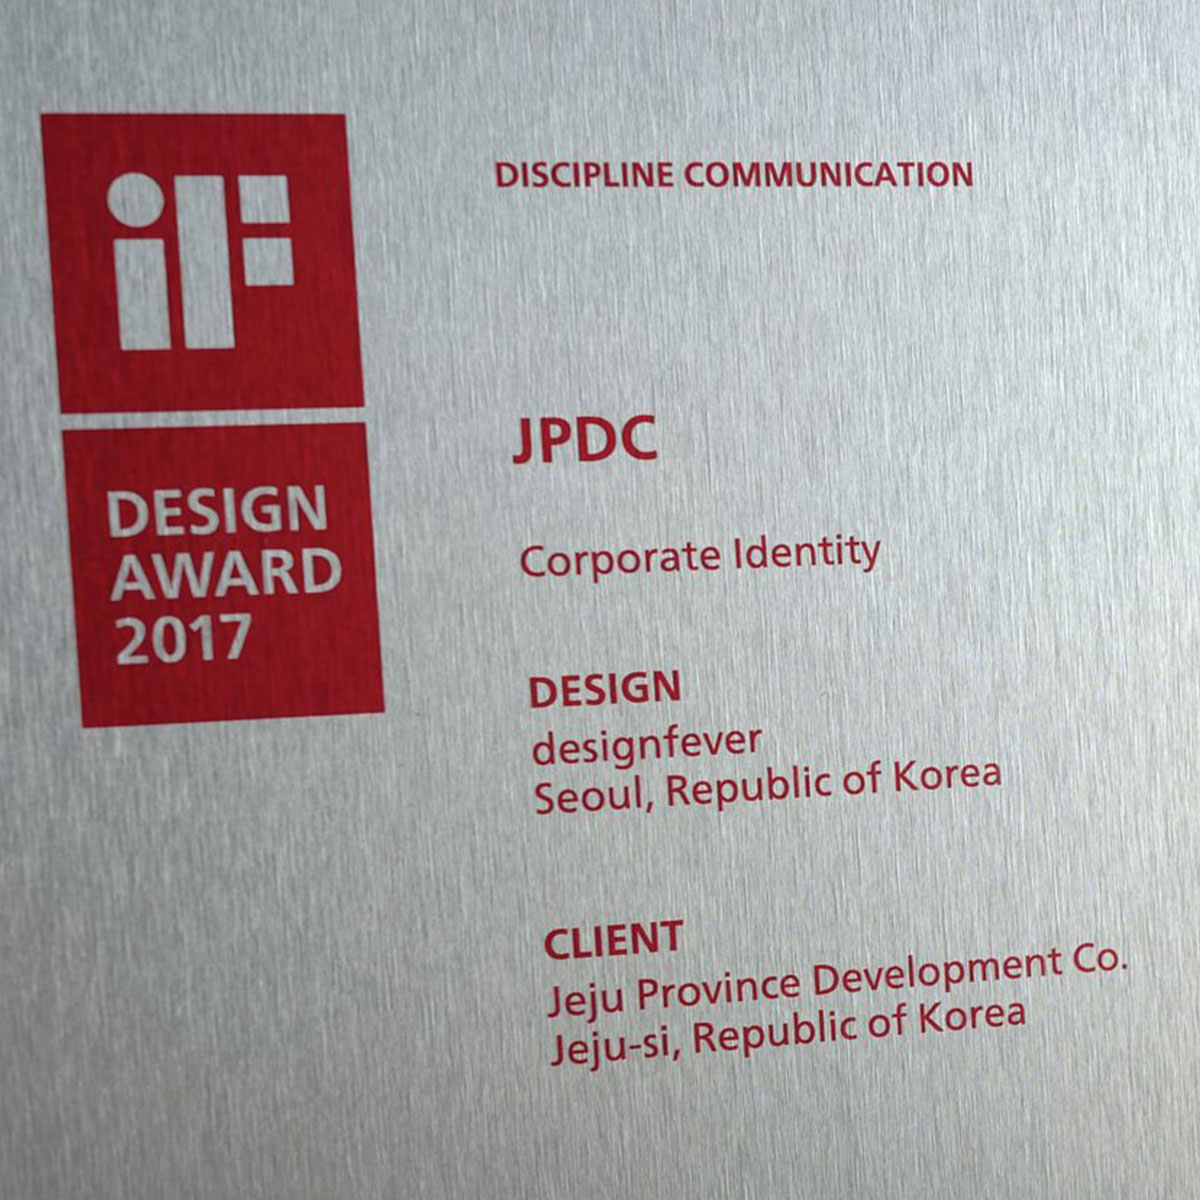 iF
DESIGN
AWARD
2017
DISCIPLINE COMMUNICATION
JPDC
Corporate Identity
DESIGN
designfever
Seoul, Republic of Korea
CLIENT
Jeju Province Development Co.
Jeju-si, Republic of Korea